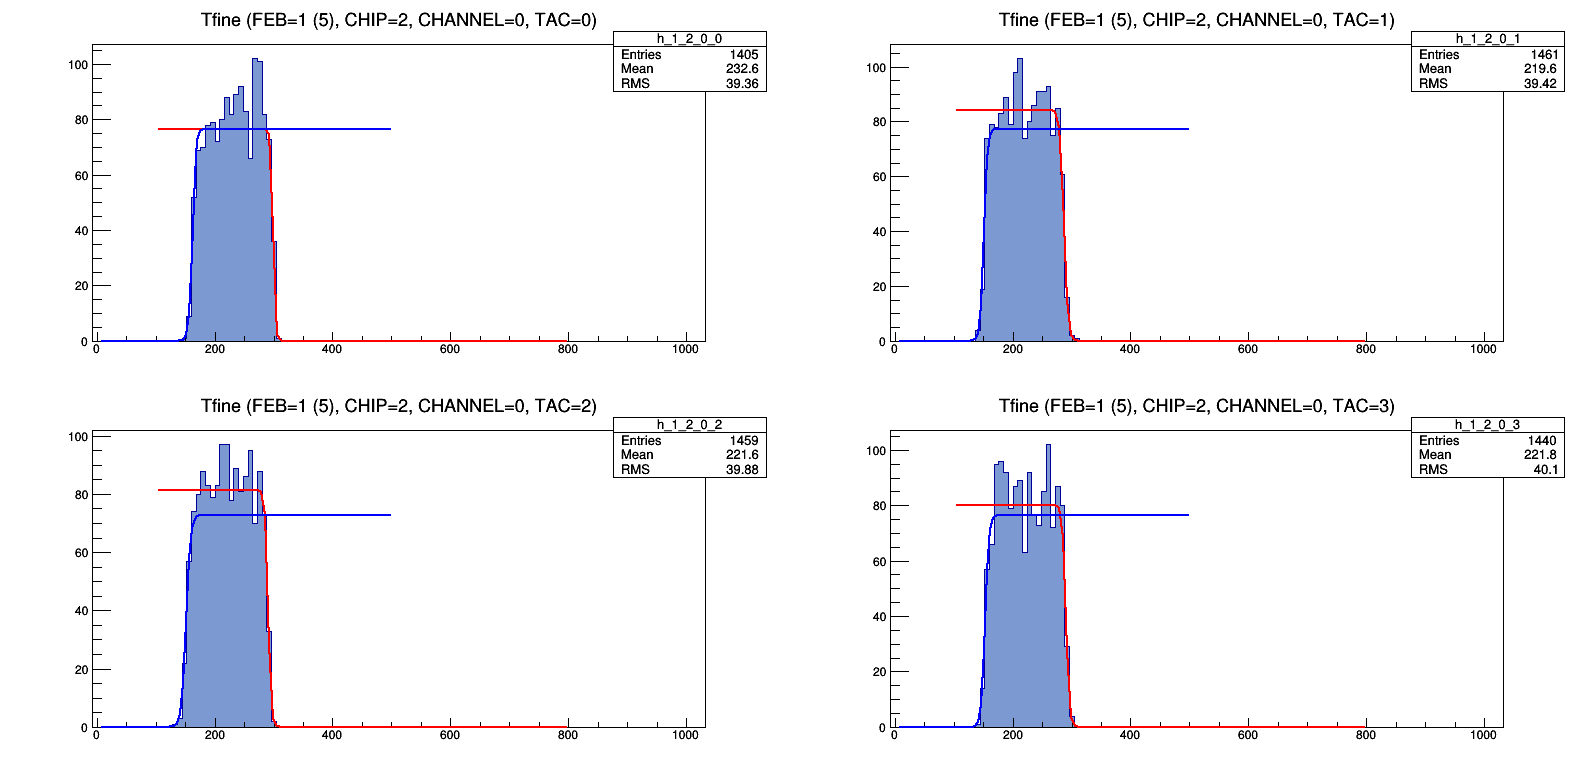 Tfine (FEB=1 (5), CHIP=2, CHANNEL=0, TAC=0)
h_1_2_0_0
Entries 1405
Mean 232.6
RMS 39.36
100
80
60
40
20
0
0 200 400 600 800 1000
Tfine (FEB=1 (5), CHIP=2, CHANNEL=0, TAC=1)
h_1_2_0_1
Entries 1461
Mean 219.6
RMS 39.42
100
80
60
40
20
0
0 200 400 600 800 1000
Tfine (FEB=1 (5), CHIP=2, CHANNEL=0, TAC=2)
h_1_2_0_2
Entries 1459
Mean 221.6
RMS 39.88
100
80
60
40
20
0
0 200 400 600 800 1000
Tfine (FEB=1 (5), CHIP=2, CHANNEL=0, TAC=3)
h_1_2_0_3
Entries 1440
Mean 221.8
RMS 40.1
100
80
60
40
20
0
0 200 400 600 800 1000